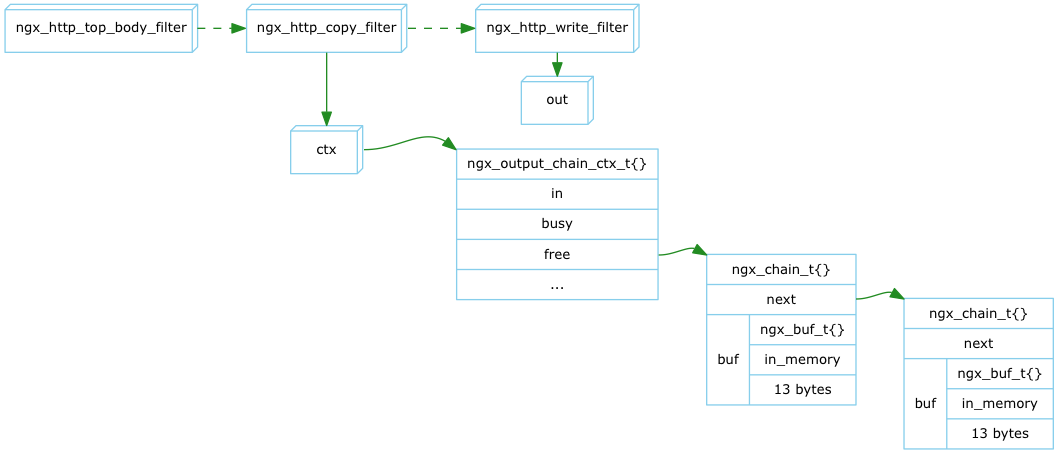 ngx_http_top_body_filter
ngx_http_copy_filter
ngx_http_write_filter
out
ctx
ngx_output_chain_ctx_t{}
in
busy
free
...
ngx_chain_t{}
next
buf
ngx_buf_t{}
in_memory
13 bytes
ngx_chain_t{}
next
buf
ngx_buf_t{}
in_memory
13 bytes